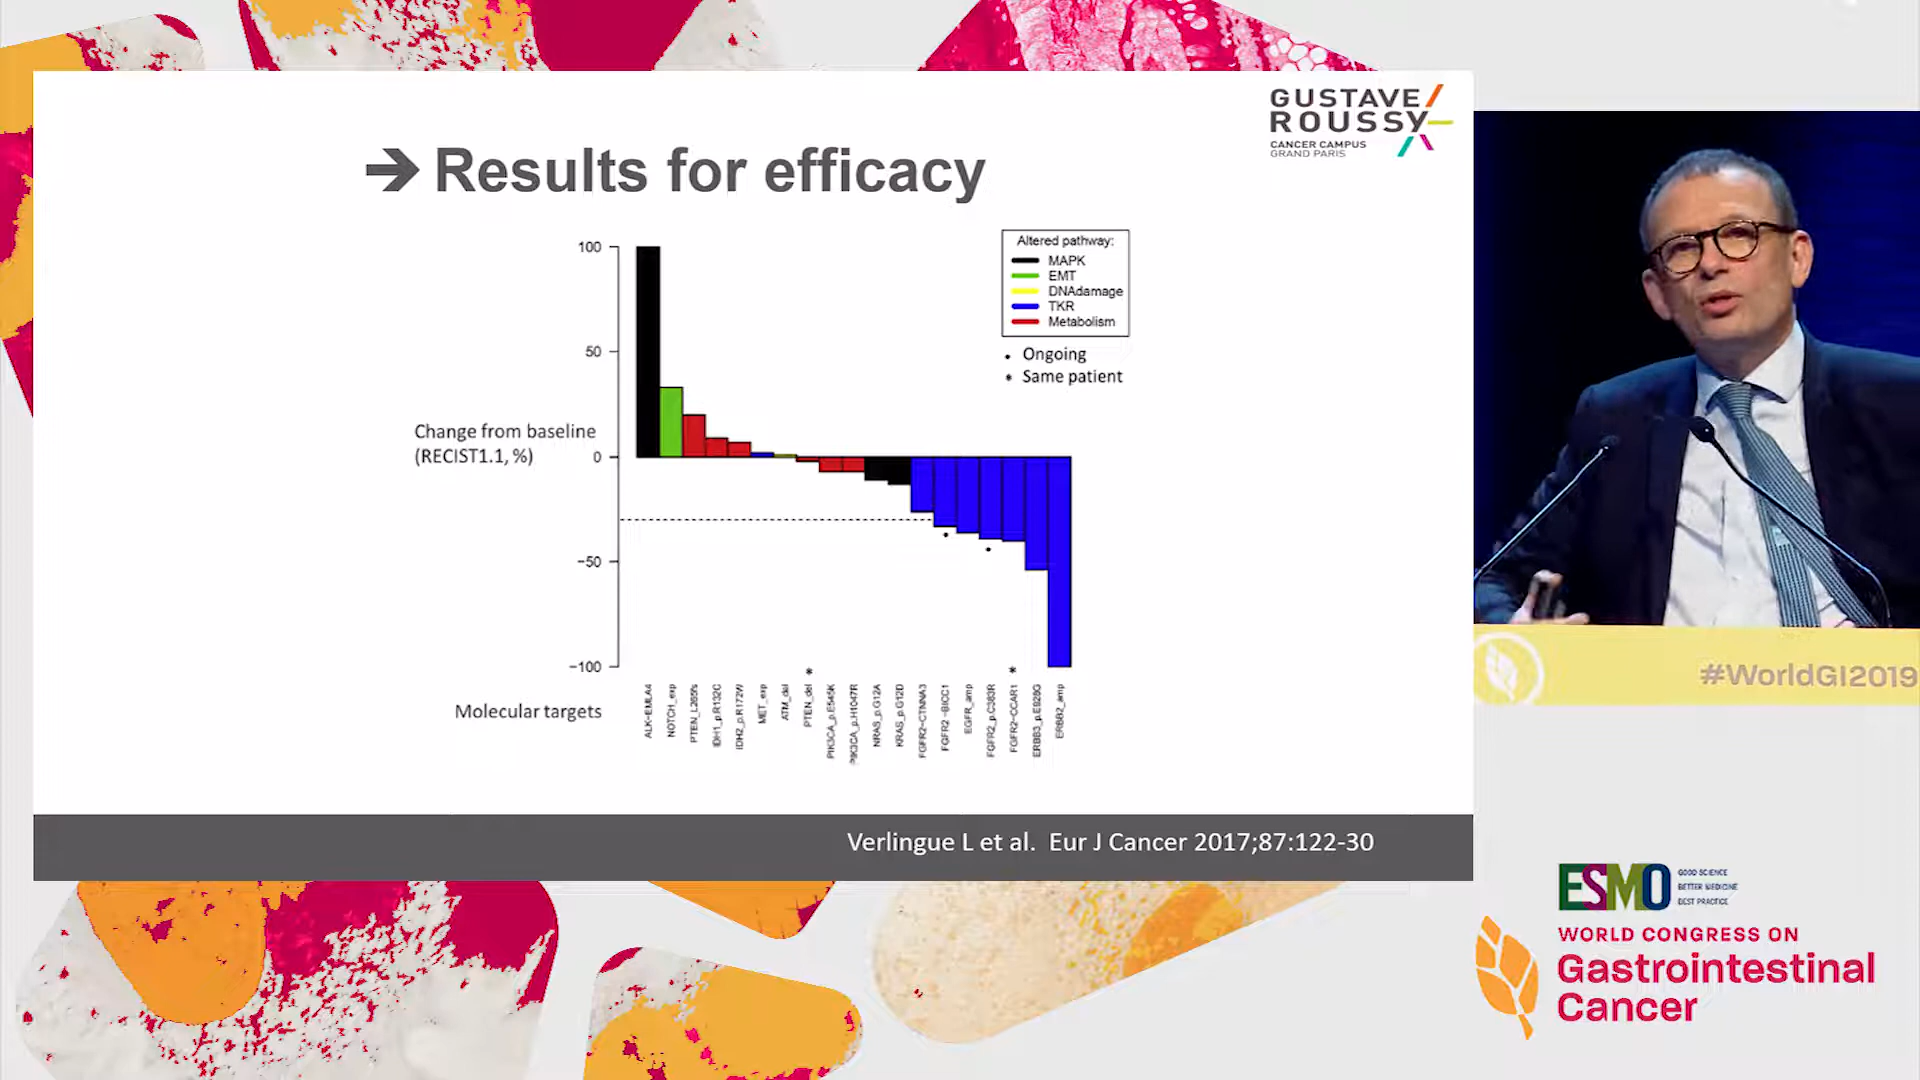 GUSTAVE
ROUSSY
CANCER CAMPUS
GRAND PARIS
➔ Results for efficacy
Altered pathway:
MAPK
EMT
DNAdamage
TKR
Metabolism
• Ongoing
* Same patient
100
50
0
−50
−100
Change from baseline
(RECIST1.1, %)
* *
Molecular targets
ALK−EMLA4
NOTCH_exp
PTEN_L265fs
IDH1_p.R132C
IDH2_p.R172W
MET_exp
ATM_del
PTEN_del
PIK3CA_p.E545K
PIK3CA_p.H1047R
NRAS_p.G12A
KRAS_p.G12D
FGFR2−CTNNA3
FGFR2 −BICC1
EGFR_amp
FGFR2_p.C383R
FGFR2−CCAR1
ERBB3_p.E928G
ERBB2_amp
Verlingue L et al. Eur J Cancer 2017;87:122-30
#WorldGI2019
ESMO
GOOD SCIENCE
BETTER MEDICINE
BEST PRACTICE
WORLD CONGRESS ON
Gastrointestinal
Cancer